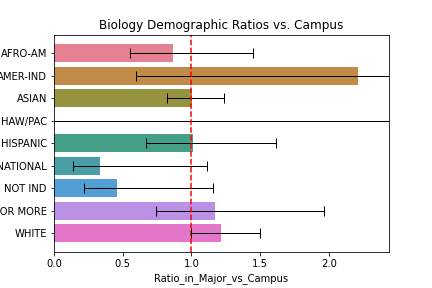 Biology Demographic Ratios vs. Campus
AFRO-AM
AMER-IND
ASIAN
HAW/PAC
HISPANIC
NATIONAL
NOT IND
OR MORE
WHITE
0.0 0.5 1.0 1.5 2.0
Ratio_in_Major_vs_Campus